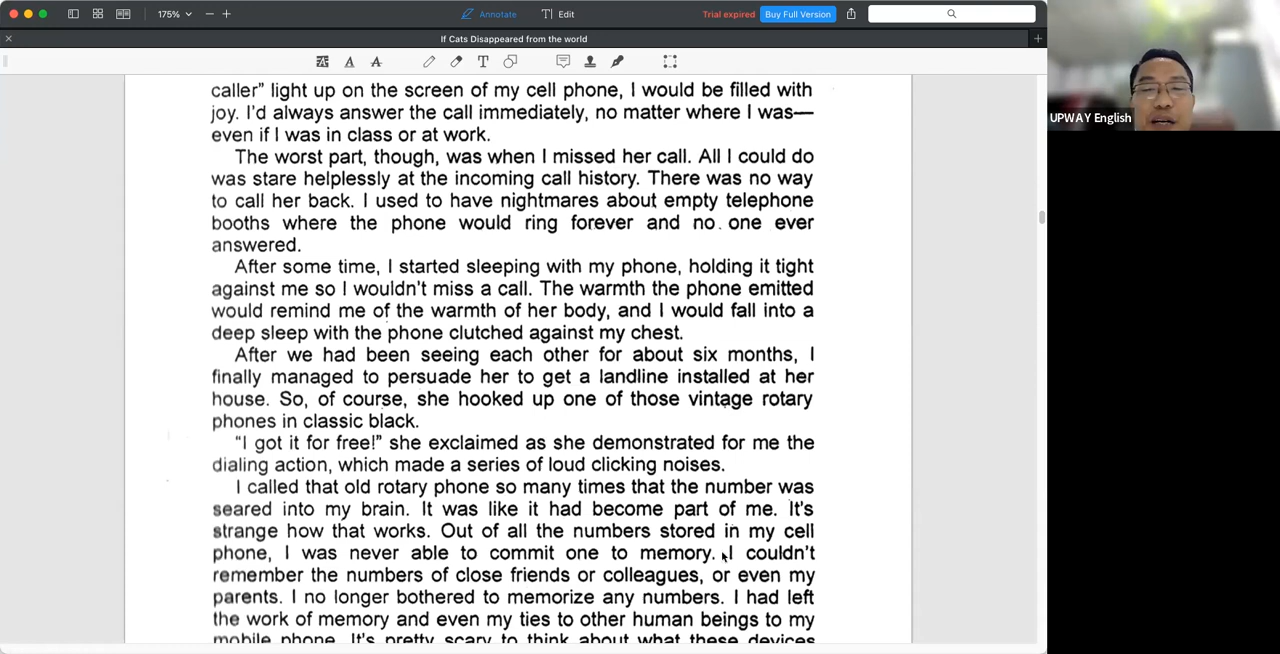 175%
Annotate
Edit
Trial expired
Buy Full Version
If Cats Disappeared from the world
UPWAY English
caller” light up on the screen of my cell phone, I would be filled with
joy. I’d always answer the call immediately, no matter where I was—
even if I was in class or at work.
The worst part, though, was when I missed her call. All I could do
was stare helplessly at the incoming call history. There was no way
to call her back. I used to have nightmares about empty telephone
booths where the phone would ring forever and no one ever
answered.
After some time, I started sleeping with my phone, holding it tight
against me so I wouldn’t miss a call. The warmth the phone emitted
would remind me of the warmth of her body, and I would fall into a
deep sleep with the phone clutched against my chest.
After we had been seeing each other for about six months, I
finally managed to persuade her to get a landline installed at her
house. So, of course, she hooked up one of those vintage rotary
phones in classic black.
“I got it for free!” she exclaimed as she demonstrated for me the
dialing action, which made a series of loud clicking noises.
I called that old rotary phone so many times that the number was
seared into my brain. It was like it had become part of me. It’s
strange how that works. Out of all the numbers stored in my cell
phone, I was never able to commit one to memory. I couldn’t
remember the numbers of close friends or colleagues, or even my
parents. I no longer bothered to memorize any numbers. I had left
the work of memory and even my ties to other human beings to my
mobile phone. It’s pretty scary to think about what these devices